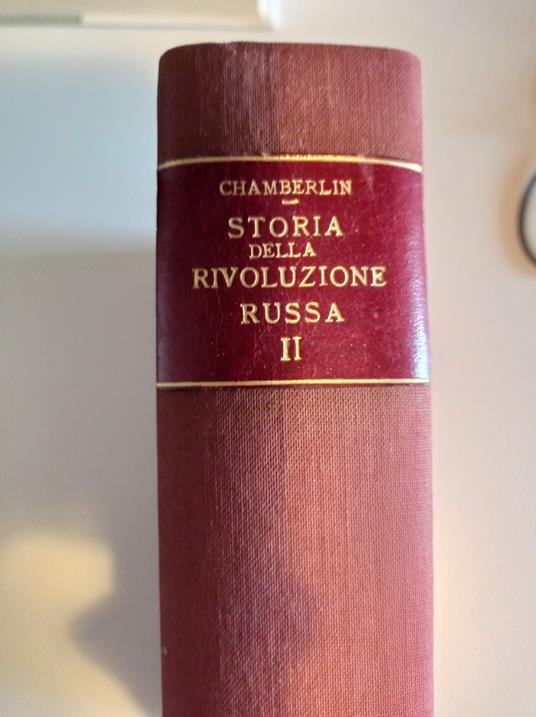 CHAMBERLIN
STORIA
DELLA
RIVOLUZIONE
RUSSA
II